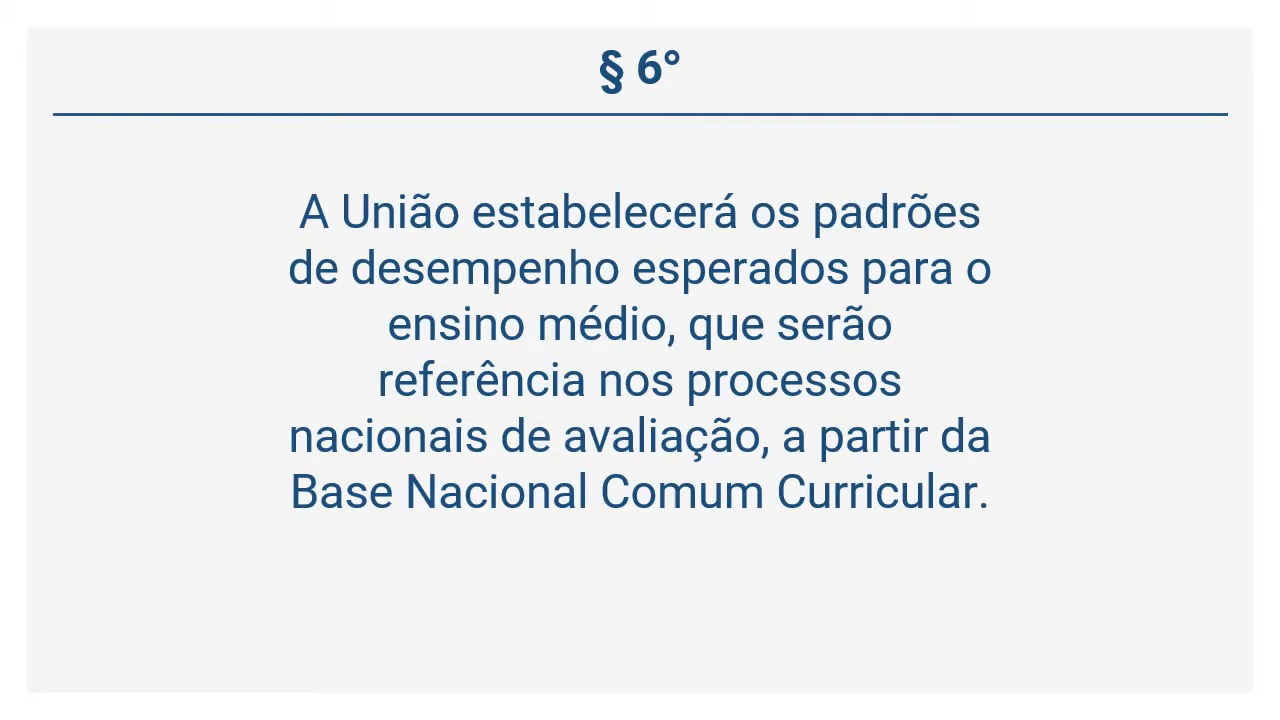 § 6°
A União estabelecerá os padrões
de desempenho esperados para o
ensino médio, que serão
referência nos processos
nacionais de avaliação, a partir da
Base Nacional Comum Curricular.